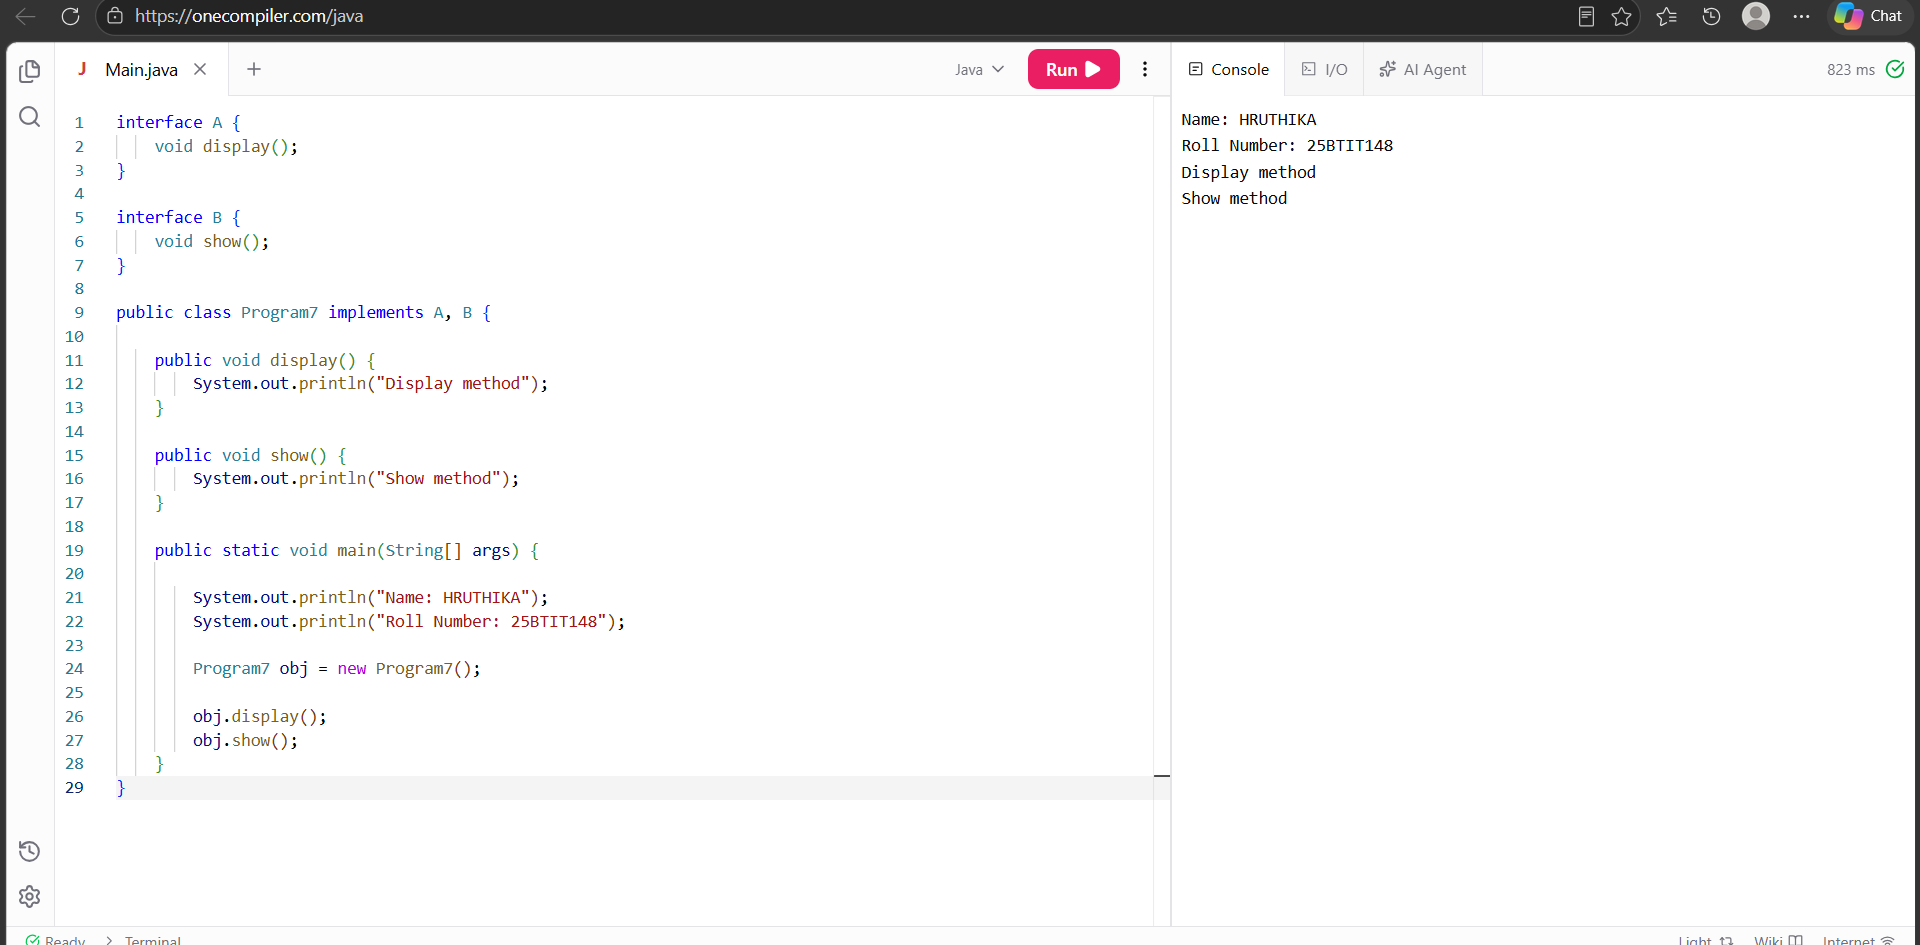 https://onecompiler.com/java
Chat
J Main.java
Java
Run
Console
I/O
AI Agent
823 ms
1 interface A {
2     void display();
3 }
4
5 interface B {
6     void show();
7 }
8
9 public class Program7 implements A, B {
10
11     public void display() {
12         System.out.println("Display method");
13     }
14
15     public void show() {
16         System.out.println("Show method");
17     }
18
19     public static void main(String[] args) {
20
21         System.out.println("Name: HRUTHIKA");
22         System.out.println("Roll Number: 25BTIT148");
23
24         Program7 obj = new Program7();
25
26         obj.display();
27         obj.show();
28     }
29 }
Name: HRUTHIKA
Roll Number: 25BTIT148
Display method
Show method
Ready > Terminal
Light
Wiki
Internet